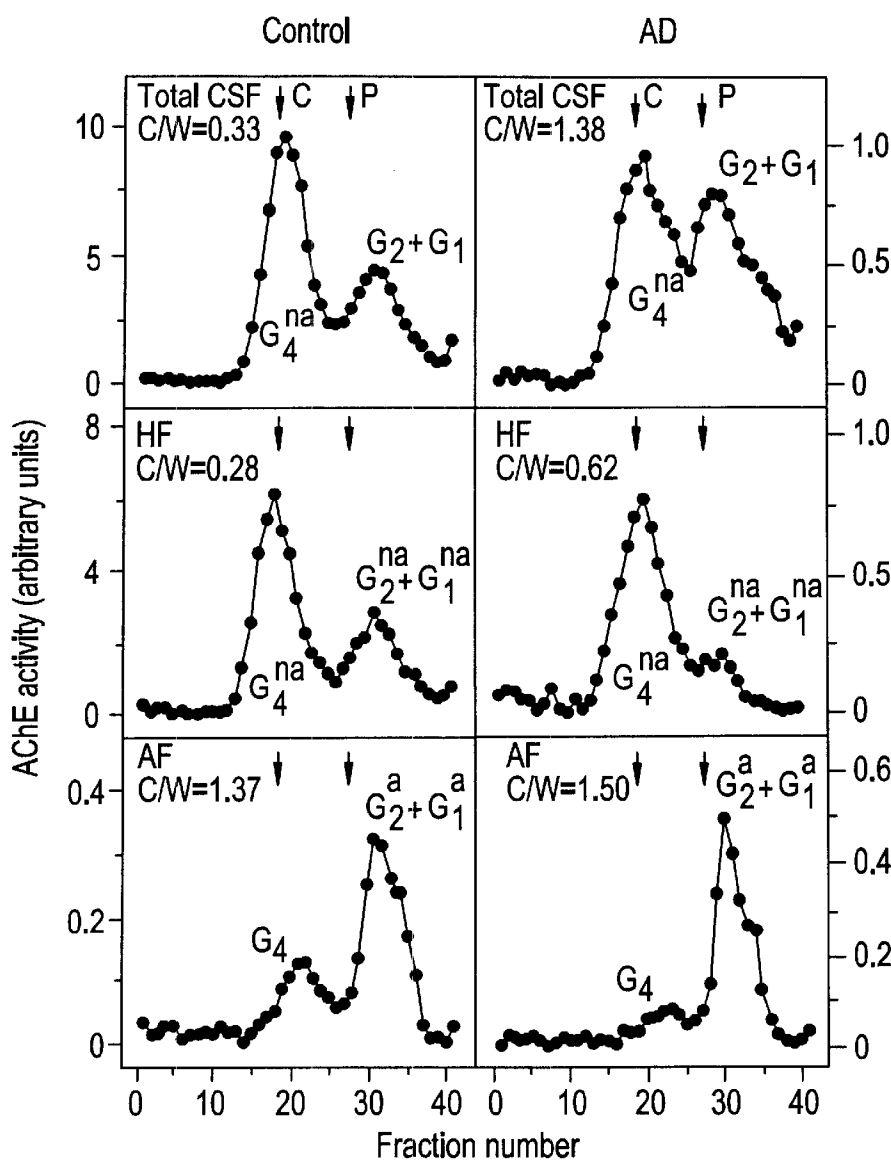 Control
AD
Total CSF
C
P
C/W=0.33
G₂+G₁
G₄ⁿᵃ
10
5
0
Total CSF
C
P
C/W=1.38
G₂+G₁
G₄ⁿᵃ
1.0
0.5
0
HF
C/W=0.28
G₂ⁿᵃ+G₁ⁿᵃ
G₄ⁿᵃ
8
4
0
HF
C/W=0.62
G₂ⁿᵃ+G₁ⁿᵃ
G₄ⁿᵃ
1.0
0.5
0
AF
C/W=1.37
G₂ᵃ+G₁ᵃ
G₄
0.4
0.2
0
AF
C/W=1.50
G₂ᵃ+G₁ᵃ
G₄
0.6
0.4
0.2
0
0 10 20 30 40
0 10 20 30 40
AChE activity (arbitrary units)
Fraction number